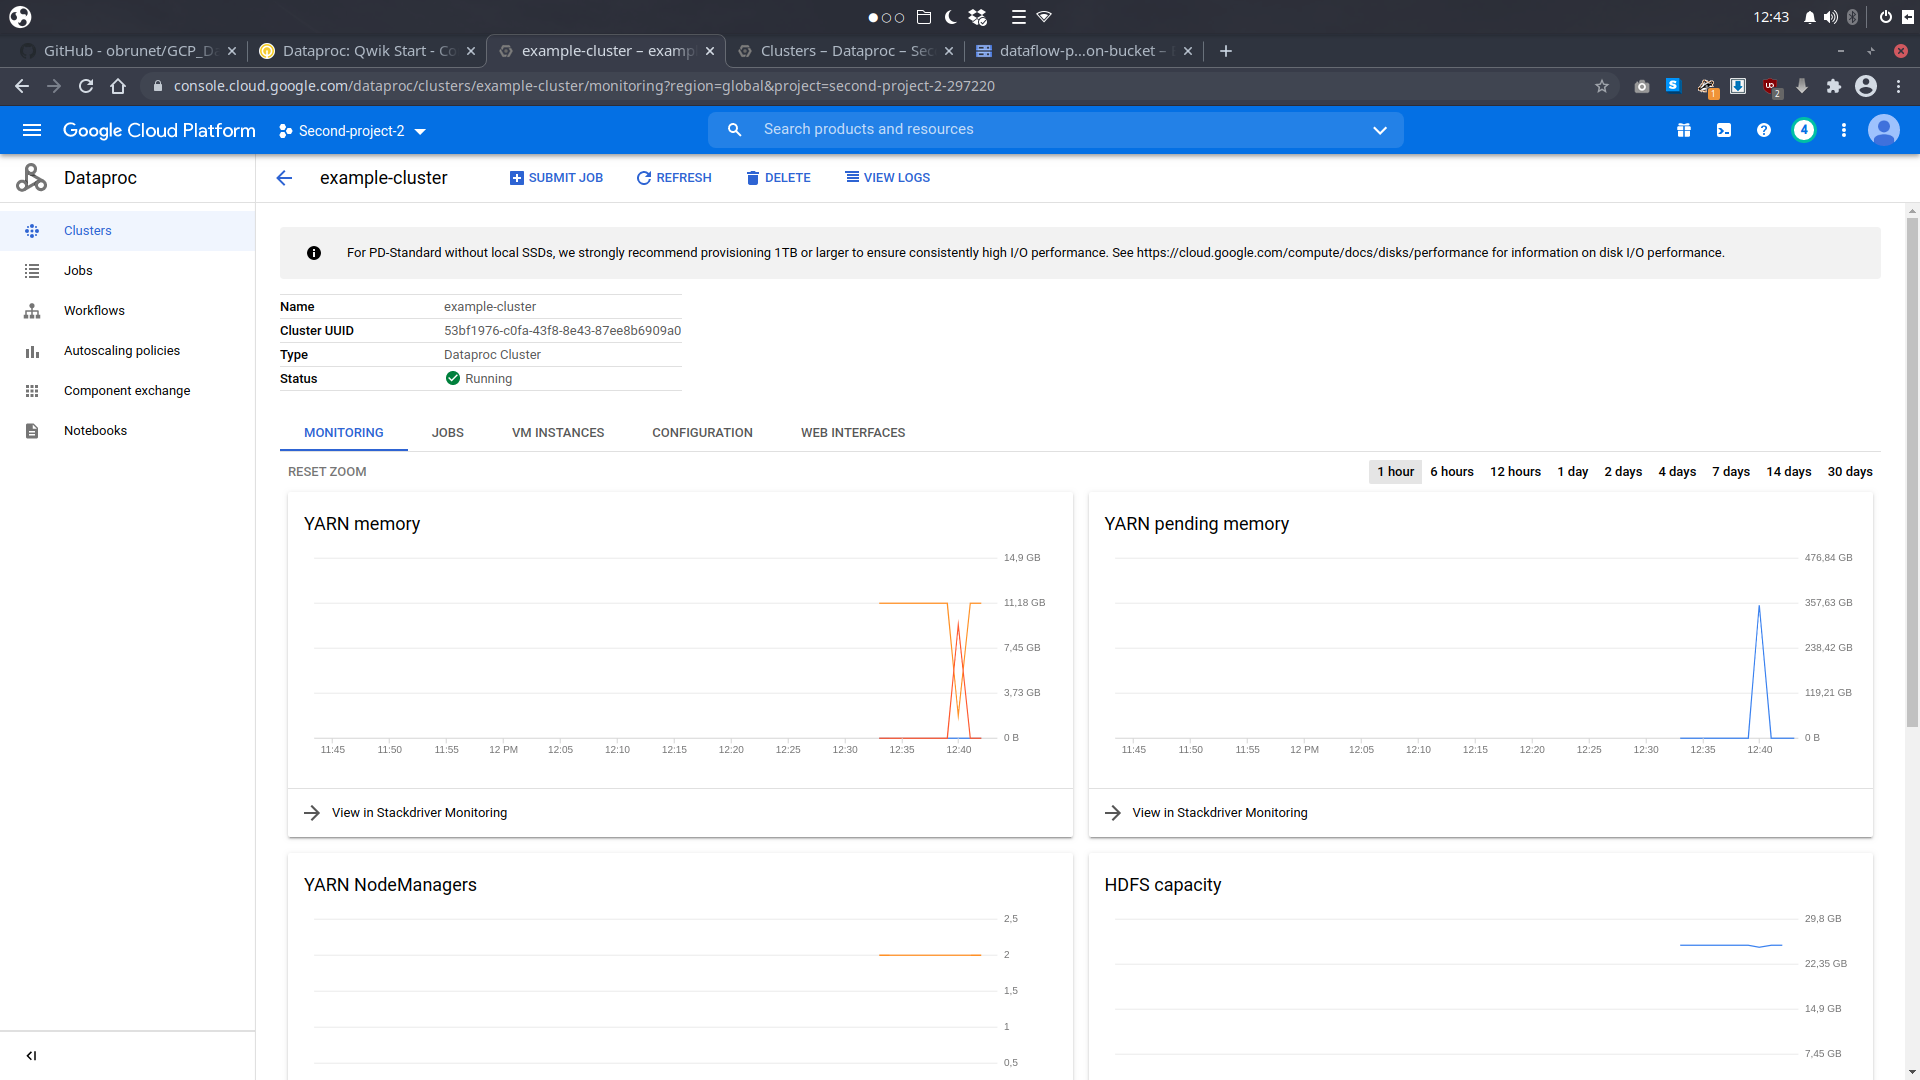 12:43
GitHub - obrunet/GCP_Da
Dataproc: Qwik Start - Co
example-cluster – examp
Clusters – Dataproc – Sec
dataflow-p...on-bucket –
console.cloud.google.com/dataproc/clusters/example-cluster/monitoring?region=global&project=second-project-2-297220
S
1
UD
2
Google Cloud Platform
Second-project-2
Search products and resources
4
Dataproc
example-cluster
SUBMIT JOB
REFRESH
DELETE
VIEW LOGS
Clusters
Jobs
Workflows
Autoscaling policies
Component exchange
Notebooks
For PD-Standard without local SSDs, we strongly recommend provisioning 1TB or larger to ensure consistently high I/O performance. See https://cloud.google.com/compute/docs/disks/performance for information on disk I/O performance.
Name example-cluster
Cluster UUID 53bf1976-c0fa-43f8-8e43-87ee8b6909a0
Type Dataproc Cluster
Status Running
MONITORING
JOBS
VM INSTANCES
CONFIGURATION
WEB INTERFACES
RESET ZOOM
1 hour 6 hours 12 hours 1 day 2 days 4 days 7 days 14 days 30 days
YARN memory
14,9 GB
11,18 GB
7,45 GB
3,73 GB
0 B
11:45 11:50 11:55 12 PM 12:05 12:10 12:15 12:20 12:25 12:30 12:35 12:40
View in Stackdriver Monitoring
YARN pending memory
476,84 GB
357,63 GB
238,42 GB
119,21 GB
0 B
11:45 11:50 11:55 12 PM 12:05 12:10 12:15 12:20 12:25 12:30 12:35 12:40
View in Stackdriver Monitoring
YARN NodeManagers
2,5
2
1,5
1
0,5
HDFS capacity
29,8 GB
22,35 GB
14,9 GB
7,45 GB